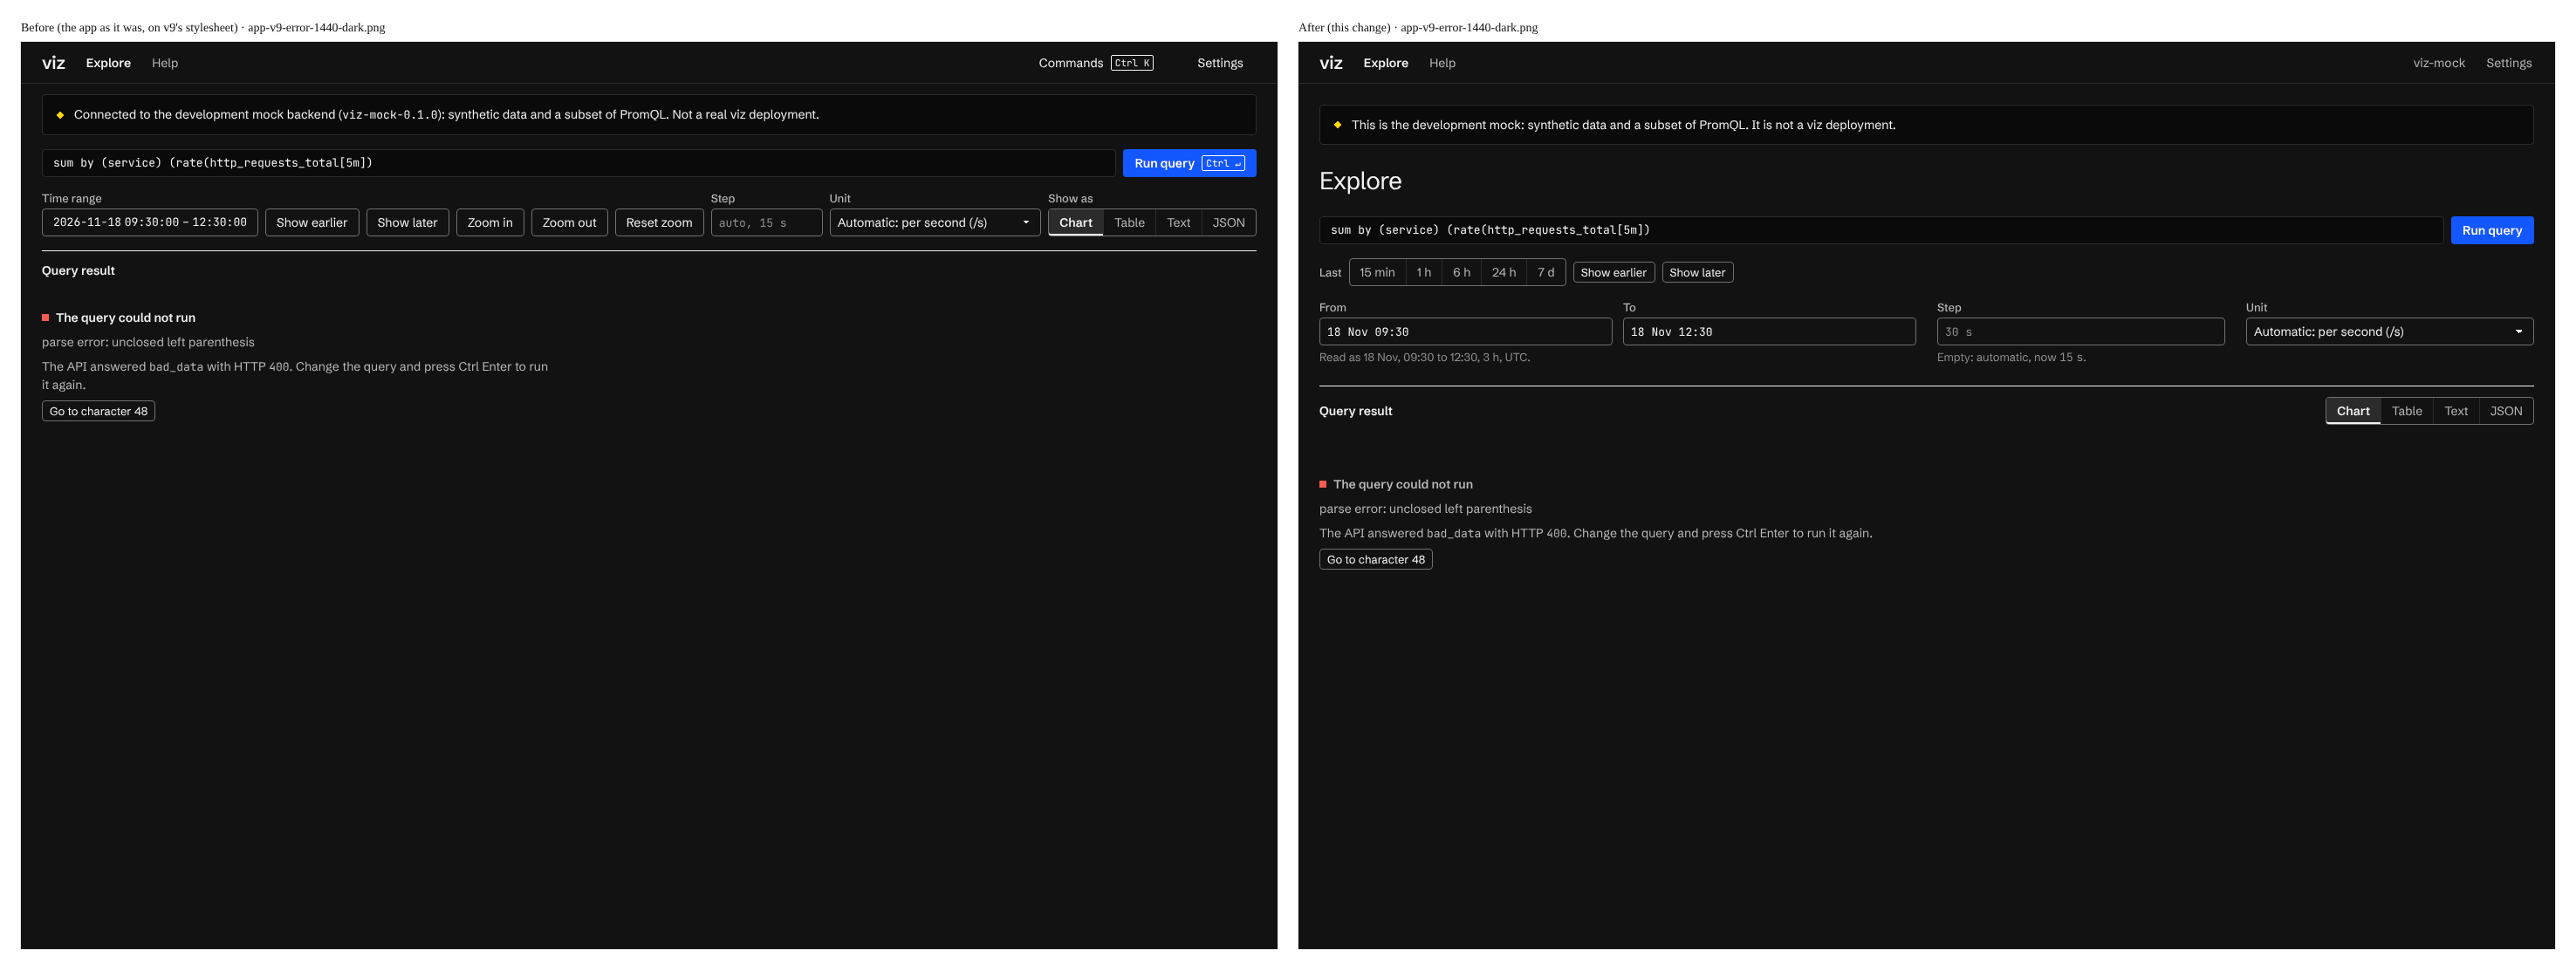 Before (the app as it was, on v9's stylesheet) · app-v9-error-1440-dark.png
viz Explore Help Commands Ctrl K Settings
Connected to the development mock backend (viz-mock-0.1.0): synthetic data and a subset of PromQL. Not a real viz deployment.
sum by (service) (rate(http_requests_total[5m]) Run query Ctrl ↵
Time range Step Unit Show as
2026-11-18 09:30:00 – 12:30:00 Show earlier Show later Zoom in Zoom out Reset zoom auto, 15 s Automatic: per second (/s) Chart Table Text JSON
Query result
The query could not run
parse error: unclosed left parenthesis
The API answered bad_data with HTTP 400. Change the query and press Ctrl Enter to run
it again.
Go to character 48
After (this change) · app-v9-error-1440-dark.png
viz Explore Help viz-mock Settings
This is the development mock: synthetic data and a subset of PromQL. It is not a viz deployment.
Explore
sum by (service) (rate(http_requests_total[5m]) Run query
Last 15 min 1 h 6 h 24 h 7 d Show earlier Show later
From To Step Unit
18 Nov 09:30 18 Nov 12:30 30 s Automatic: per second (/s)
Read as 18 Nov, 09:30 to 12:30, 3 h, UTC. Empty: automatic, now 15 s.
Query result Chart Table Text JSON
The query could not run
parse error: unclosed left parenthesis
The API answered bad_data with HTTP 400. Change the query and press Ctrl Enter to run it again.
Go to character 48